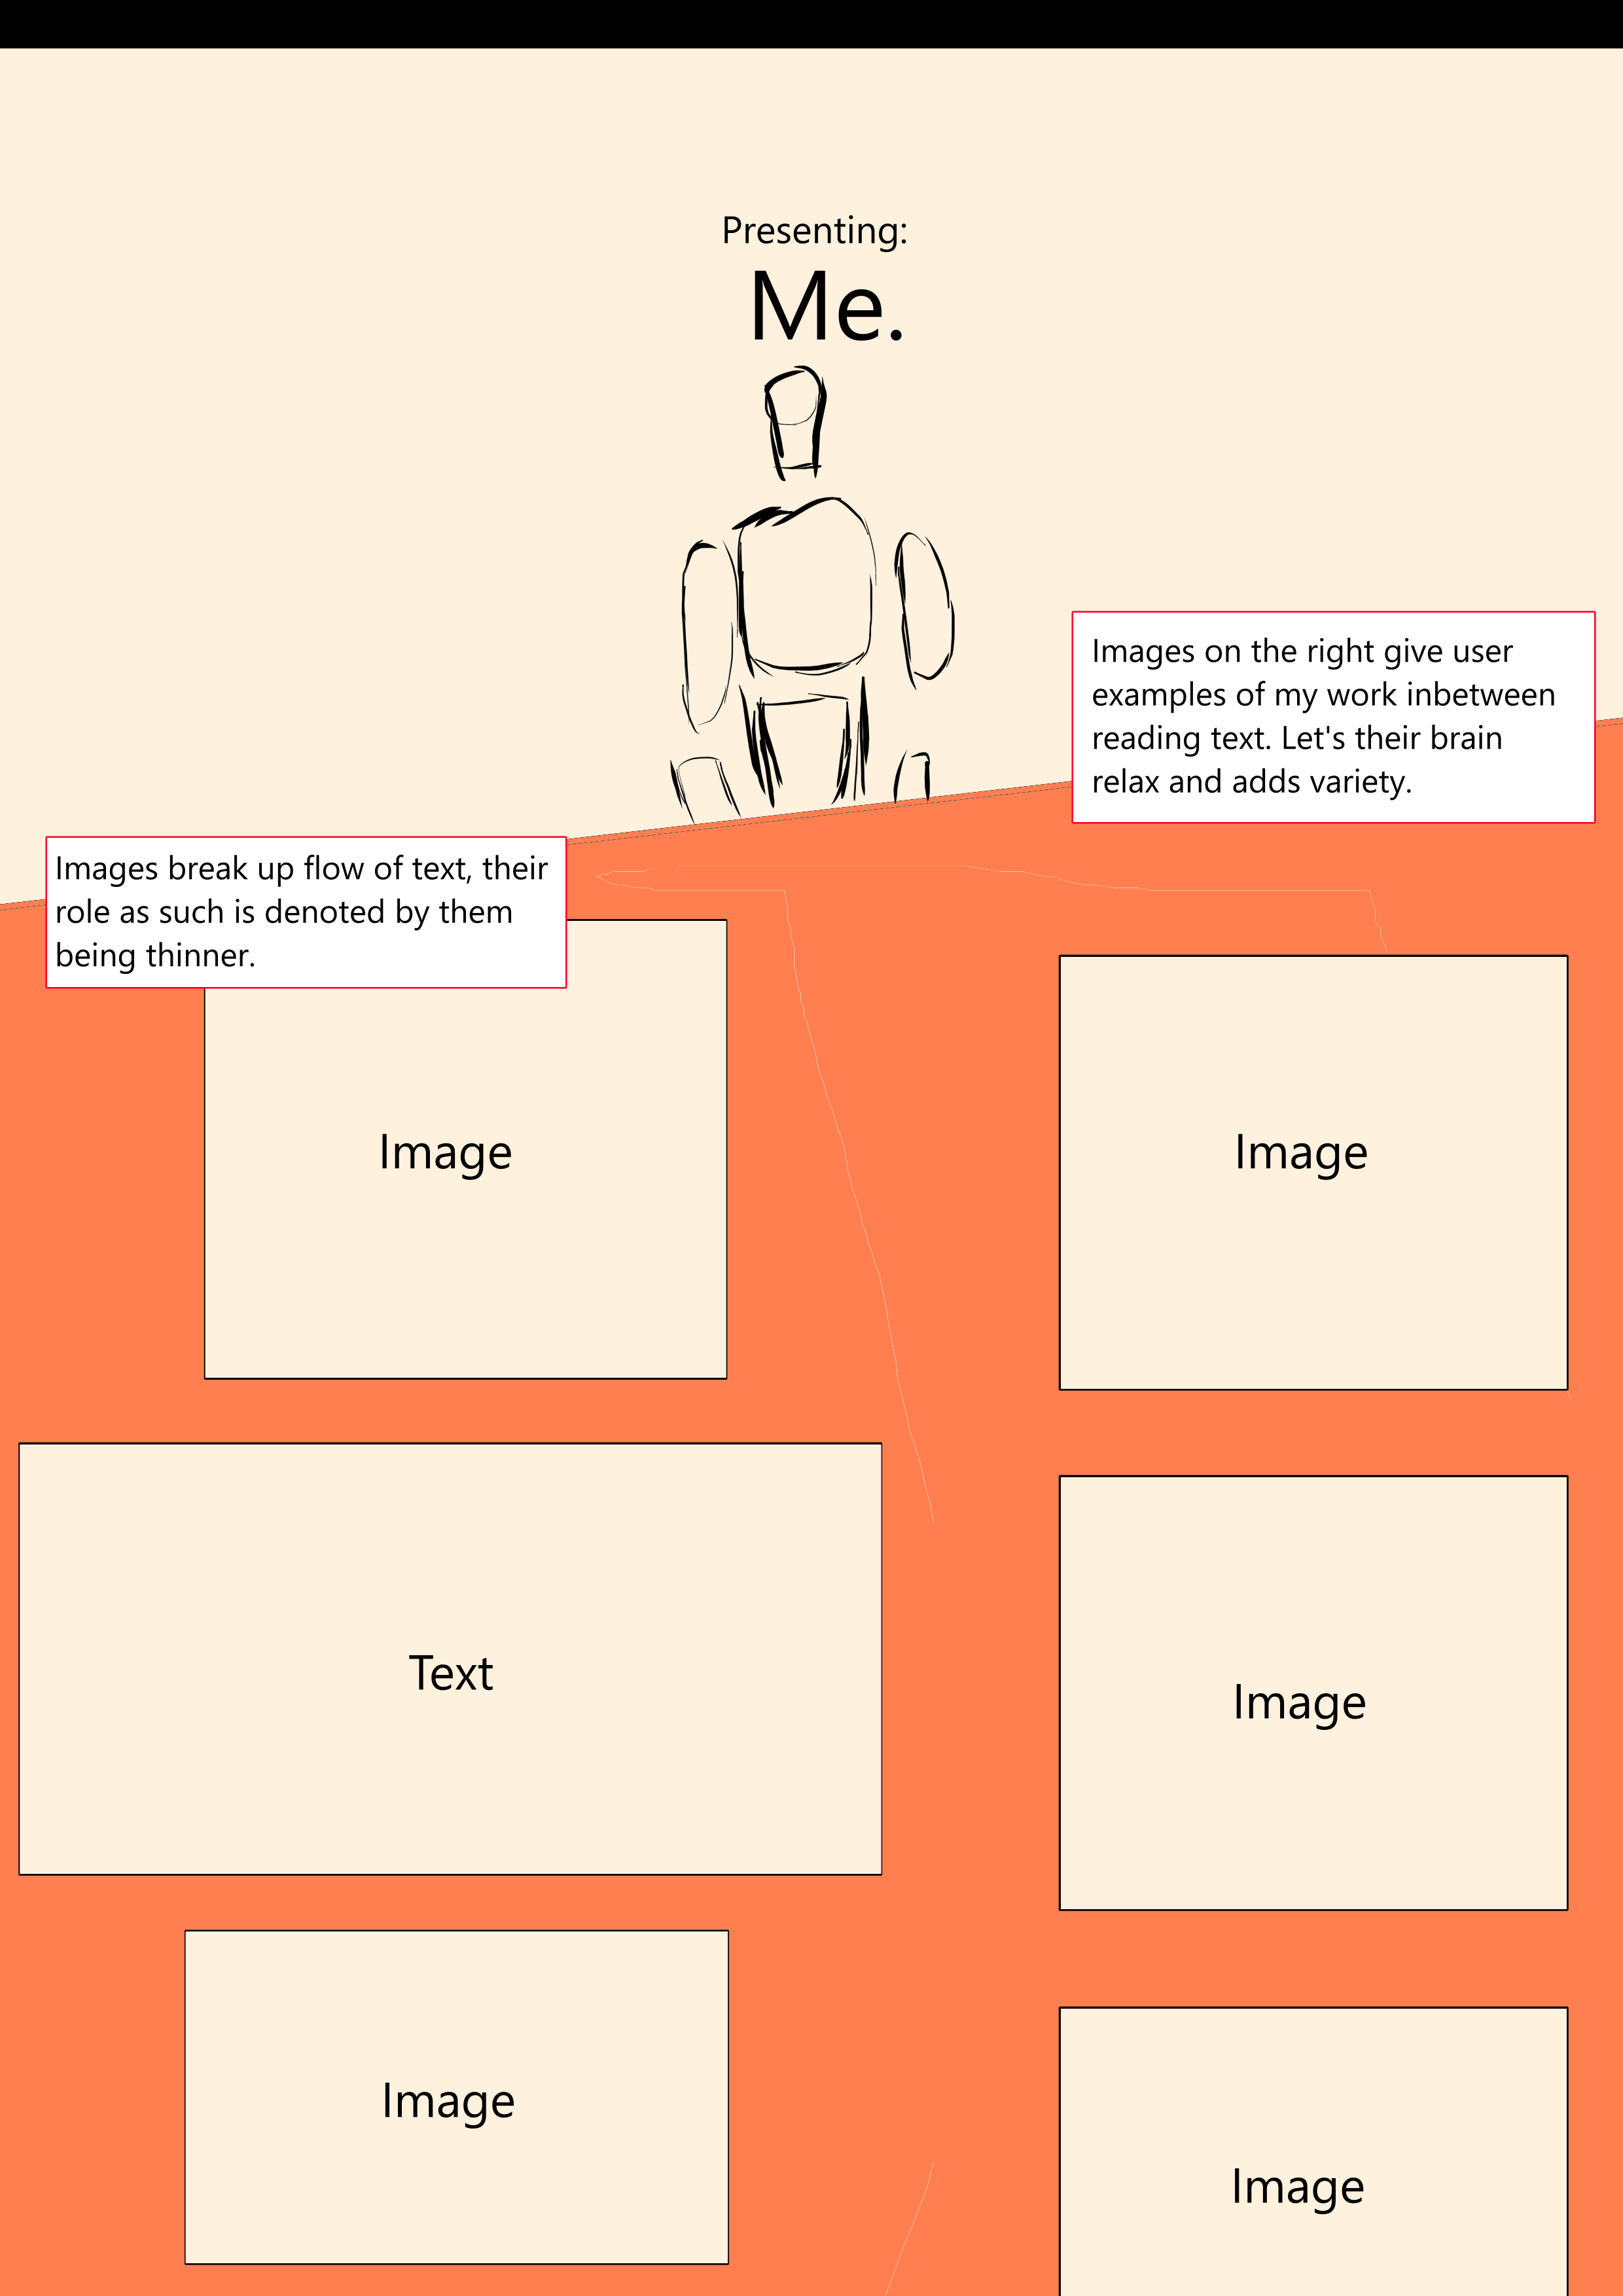 Presenting:
Me.
Images on the right give user
examples of my work inbetween
reading text. Let's their brain
relax and adds variety.
Images break up flow of text, their
role as such is denoted by them
being thinner.
Image
Image
Text
Image
Image
Image